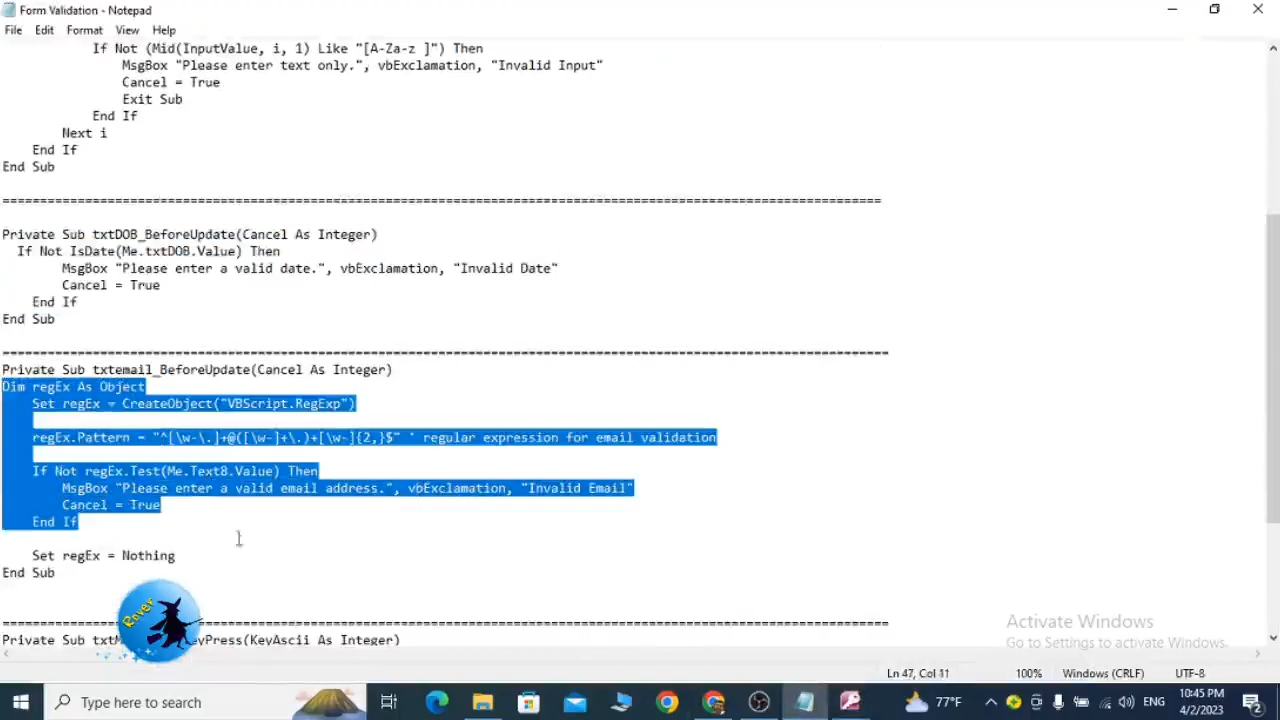 Form Validation - Notepad
File Edit Format View Help
If Not (Mid(InputValue, i, 1) Like "[A-Za-z ]") Then
MsgBox "Please enter text only.", vbExclamation, "Invalid Input"
Cancel = True
Exit Sub
End If
Next i
End If
End Sub
=====================================================================================================================
Private Sub txtDOB_BeforeUpdate(Cancel As Integer)
If Not IsDate(Me.txtDOB.Value) Then
MsgBox "Please enter a valid date.", vbExclamation, "Invalid Date"
Cancel = True
End If
End Sub
======================================================================================================================
Private Sub txtemail_BeforeUpdate(Cancel As Integer)
Dim regEx As Object
Set regEx = CreateObject("VBScript.RegExp")
regEx.Pattern = "^[\w-\.]+@([\w-]+\.)+[\w-]{2,}$" ' regular expression for email validation
If Not regEx.Test(Me.Text8.Value) Then
MsgBox "Please enter a valid email address.", vbExclamation, "Invalid Email"
Cancel = True
End If
Set regEx = Nothing
End Sub
Rover
======================================================================================================================
Private Sub KeyPress(KeyAscii As Integer)
Activate Windows
Go to Settings to activate Windows.
Ln 47, Col 11 100% Windows (CRLF) UTF-8
Type here to search
77°F
ENG
10:45 PM
4/2/2023
2